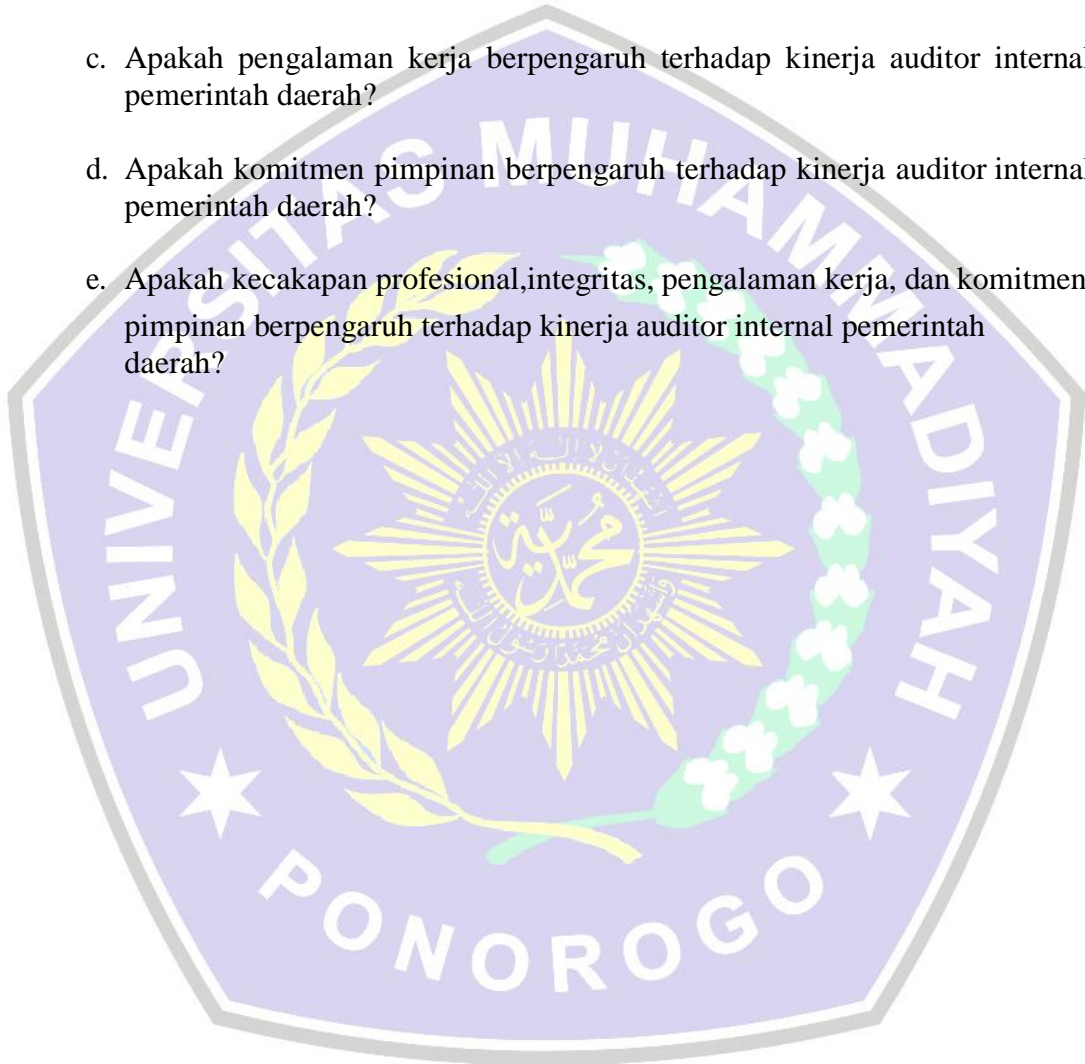 c. Apakah pengalaman kerja berpengaruh terhadap kinerja auditor internal
pemerintah daerah?
d. Apakah komitmen pimpinan berpengaruh terhadap kinerja auditor internal
pemerintah daerah?
e. Apakah kecakapan profesional,integritas, pengalaman kerja, dan komitmen
pimpinan berpengaruh terhadap kinerja auditor internal pemerintah
daerah?
UNIVERSITAS MUHAMMADIYAH
PONOROGO
محمدية